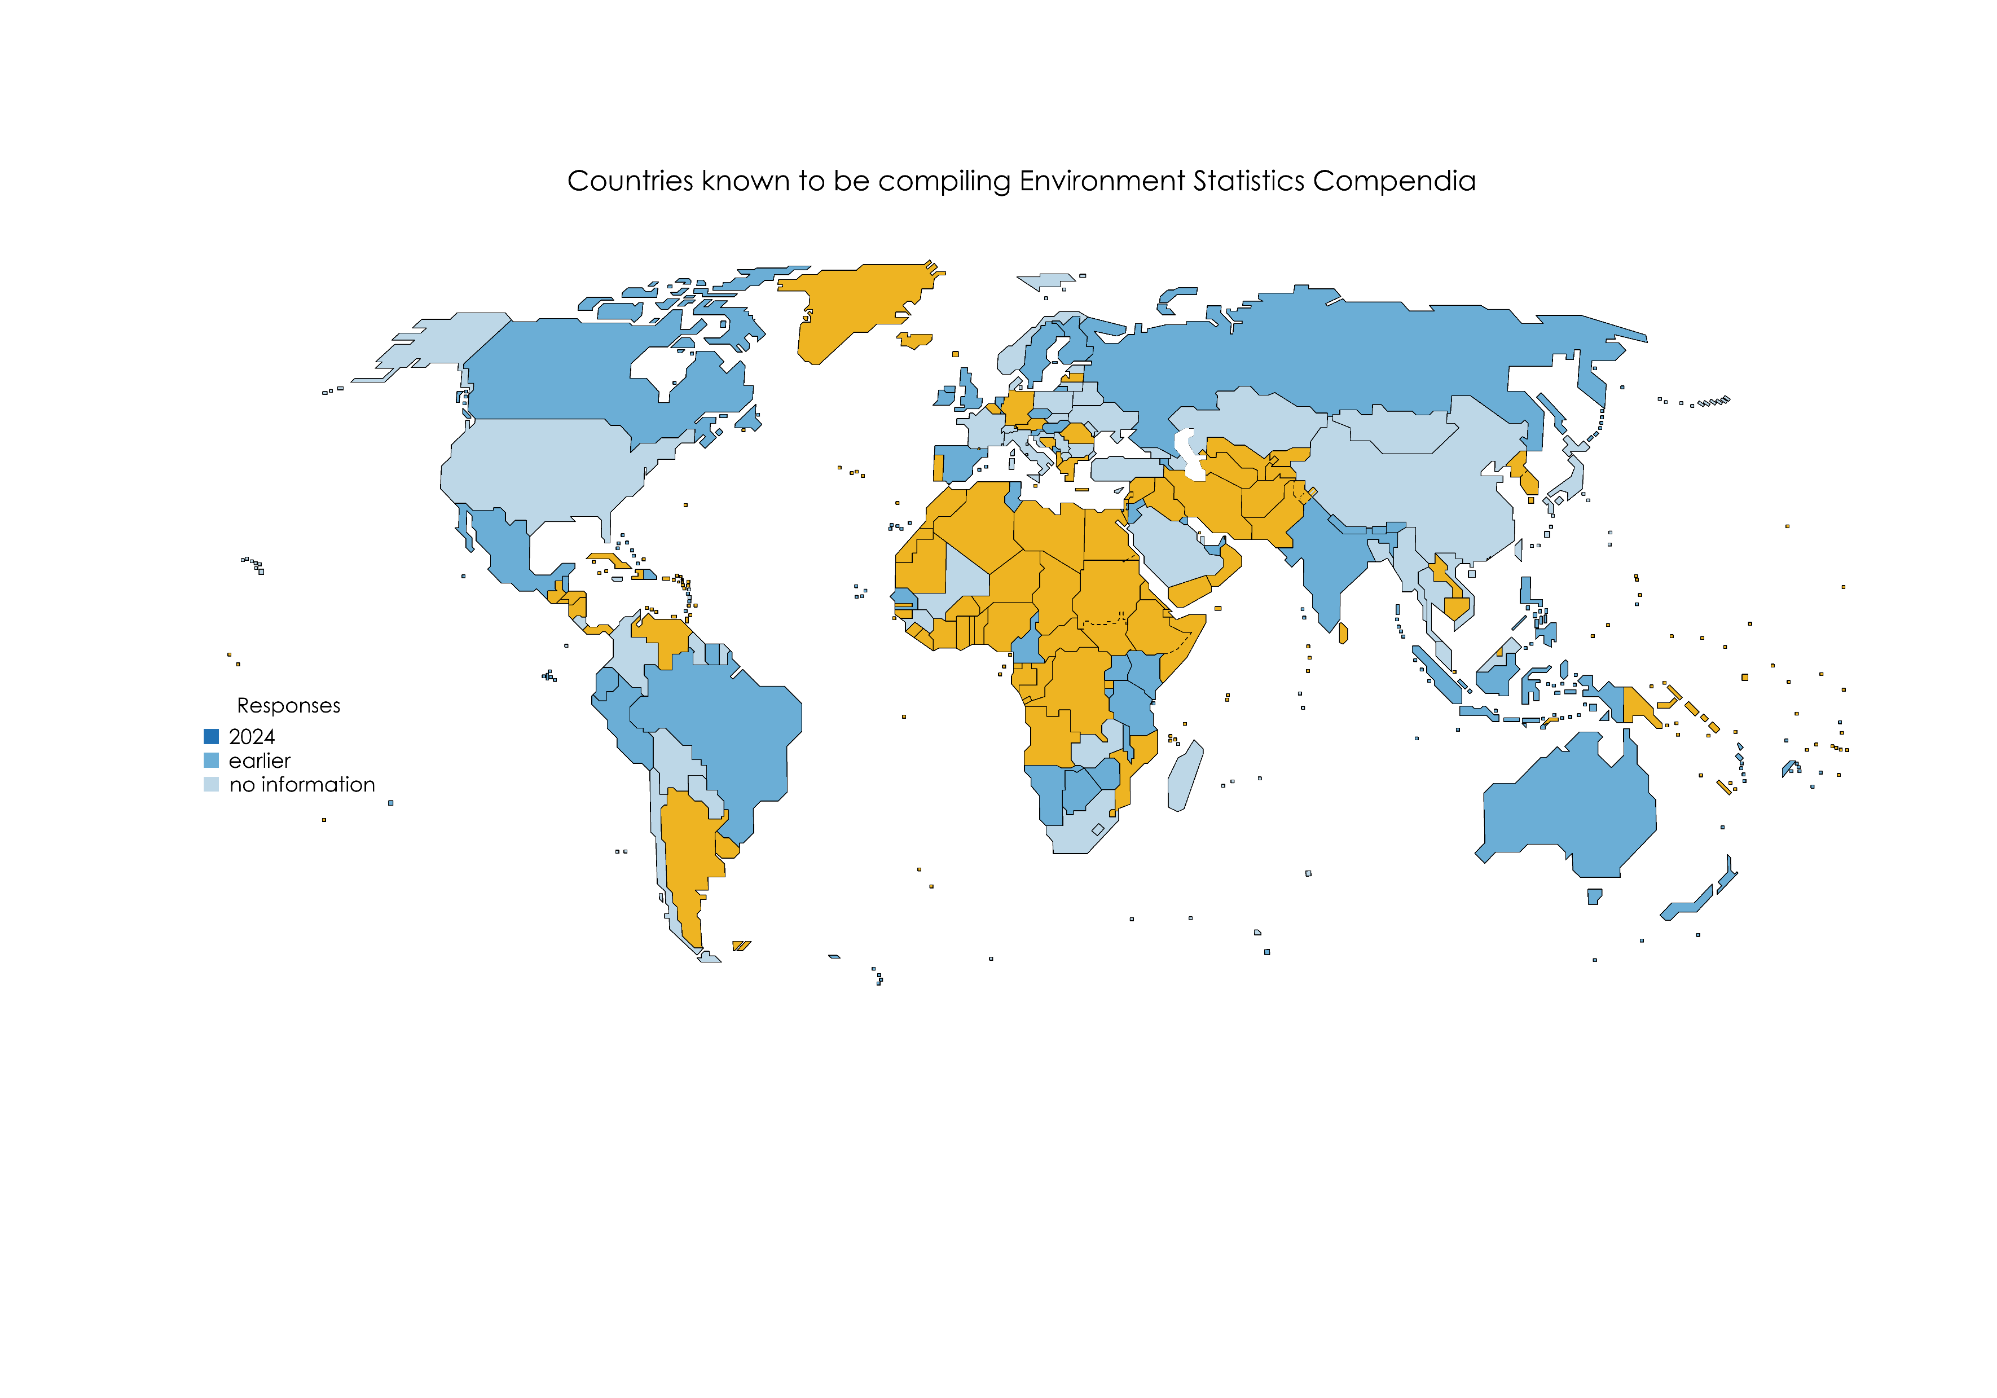 Countries known to be compiling Environment Statistics Compendia
Responses
2024
earlier
no information